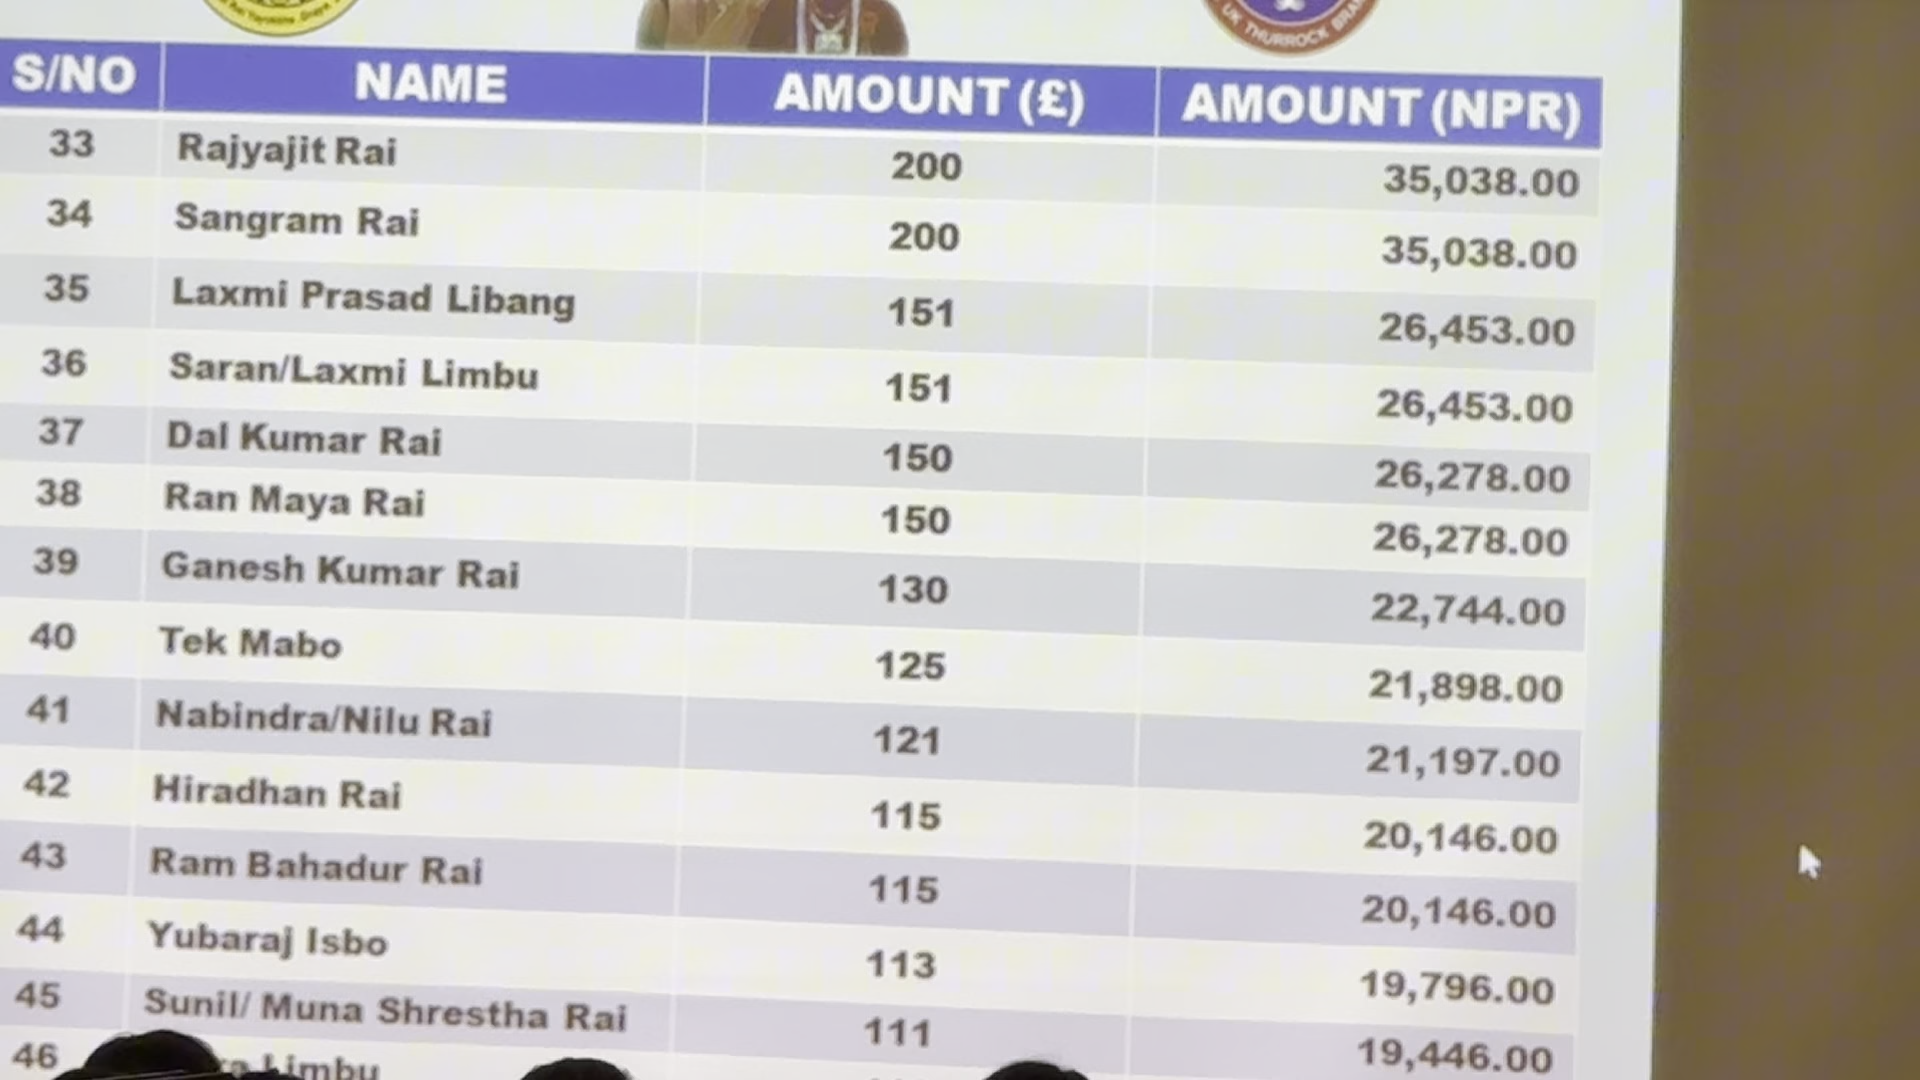 UK THURROCK BRAN
S/NO NAME AMOUNT (£) AMOUNT (NPR)
33 Rajyajit Rai 200 35,038.00
34 Sangram Rai 200 35,038.00
35 Laxmi Prasad Libang 151 26,453.00
36 Saran/Laxmi Limbu 151 26,453.00
37 Dal Kumar Rai 150 26,278.00
38 Ran Maya Rai 150 26,278.00
39 Ganesh Kumar Rai 130 22,744.00
40 Tek Mabo 125 21,898.00
41 Nabindra/Nilu Rai 121 21,197.00
42 Hiradhan Rai 115 20,146.00
43 Ram Bahadur Rai 115 20,146.00
44 Yubaraj Isbo 113 19,796.00
45 Sunil/ Muna Shrestha Rai 111 19,446.00
46 Limbu